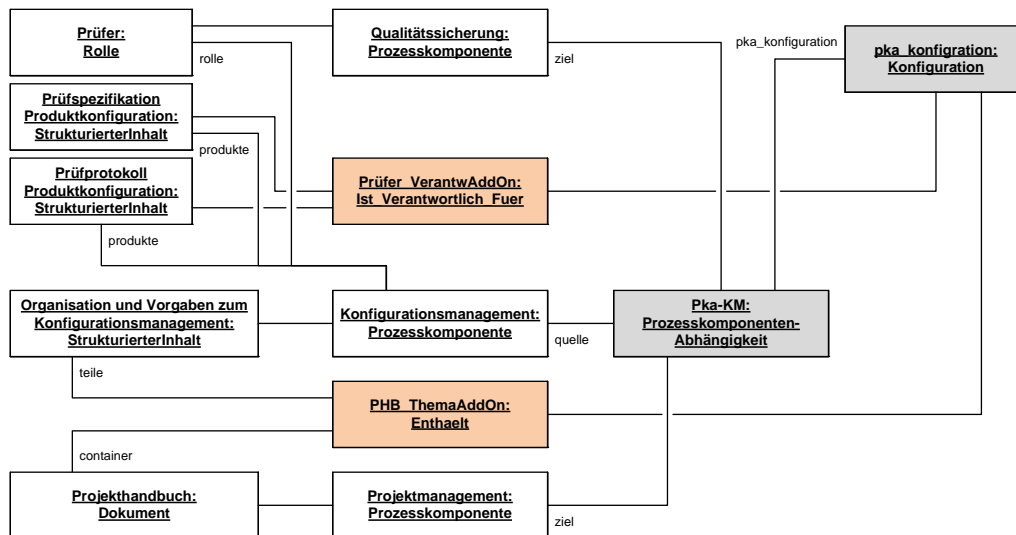 Prüfer:
Rolle
rolle
Qualitätssicherung:
Prozesskomponente
ziel
pka_konfiguration
pka_konfigration:
Konfiguration
Prüfspezifikation
Produktkonfiguration:
StrukturierterInhalt
produkte
Prüfprotokoll
Produktkonfiguration:
StrukturierterInhalt
produkte
Prüfer_VerantwAddOn:
Ist_Verantwortlich_Fuer
Organisation und Vorgaben zum
Konfigurationsmanagement:
StrukturierterInhalt
teile
Konfigurationsmanagement:
Prozesskomponente
quelle
Pka-KM:
Prozesskomponenten-
Abhängigkeit
PHB_ThemaAddOn:
Enthaelt
container
Projekthandbuch:
Dokument
Projektmanagement:
Prozesskomponente
ziel